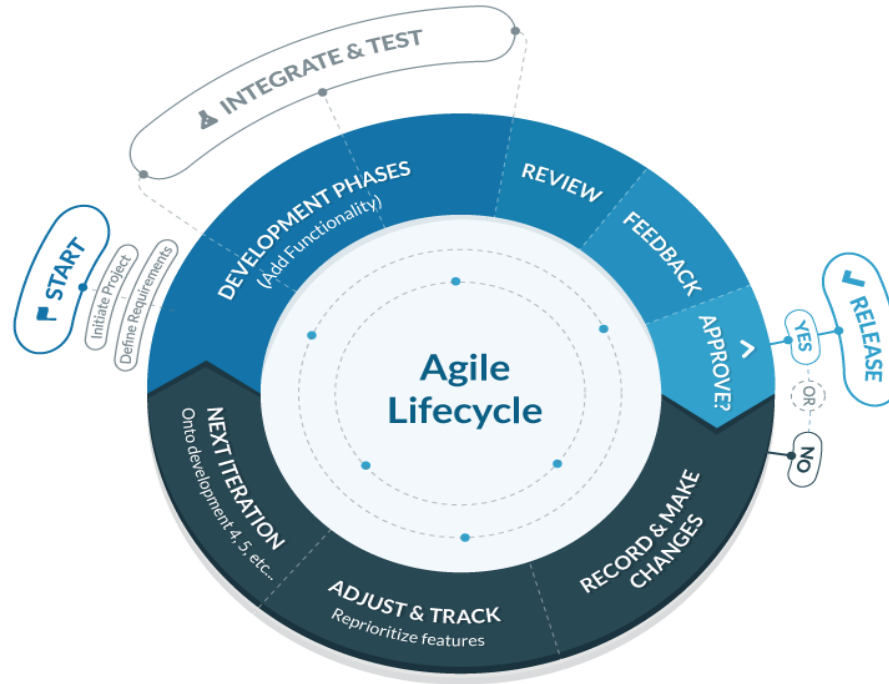 START
Initiate Project
Define Requirements
INTEGRATE & TEST
DEVELOPMENT PHASES
(Add Functionality)
REVIEW
FEEDBACK
APPROVE?
YES
RELEASE
OR
NO
RECORD & MAKE
CHANGES
ADJUST & TRACK
Reprioritize features
NEXT ITERATION
Onto development 4, 5, etc...
Agile
Lifecycle